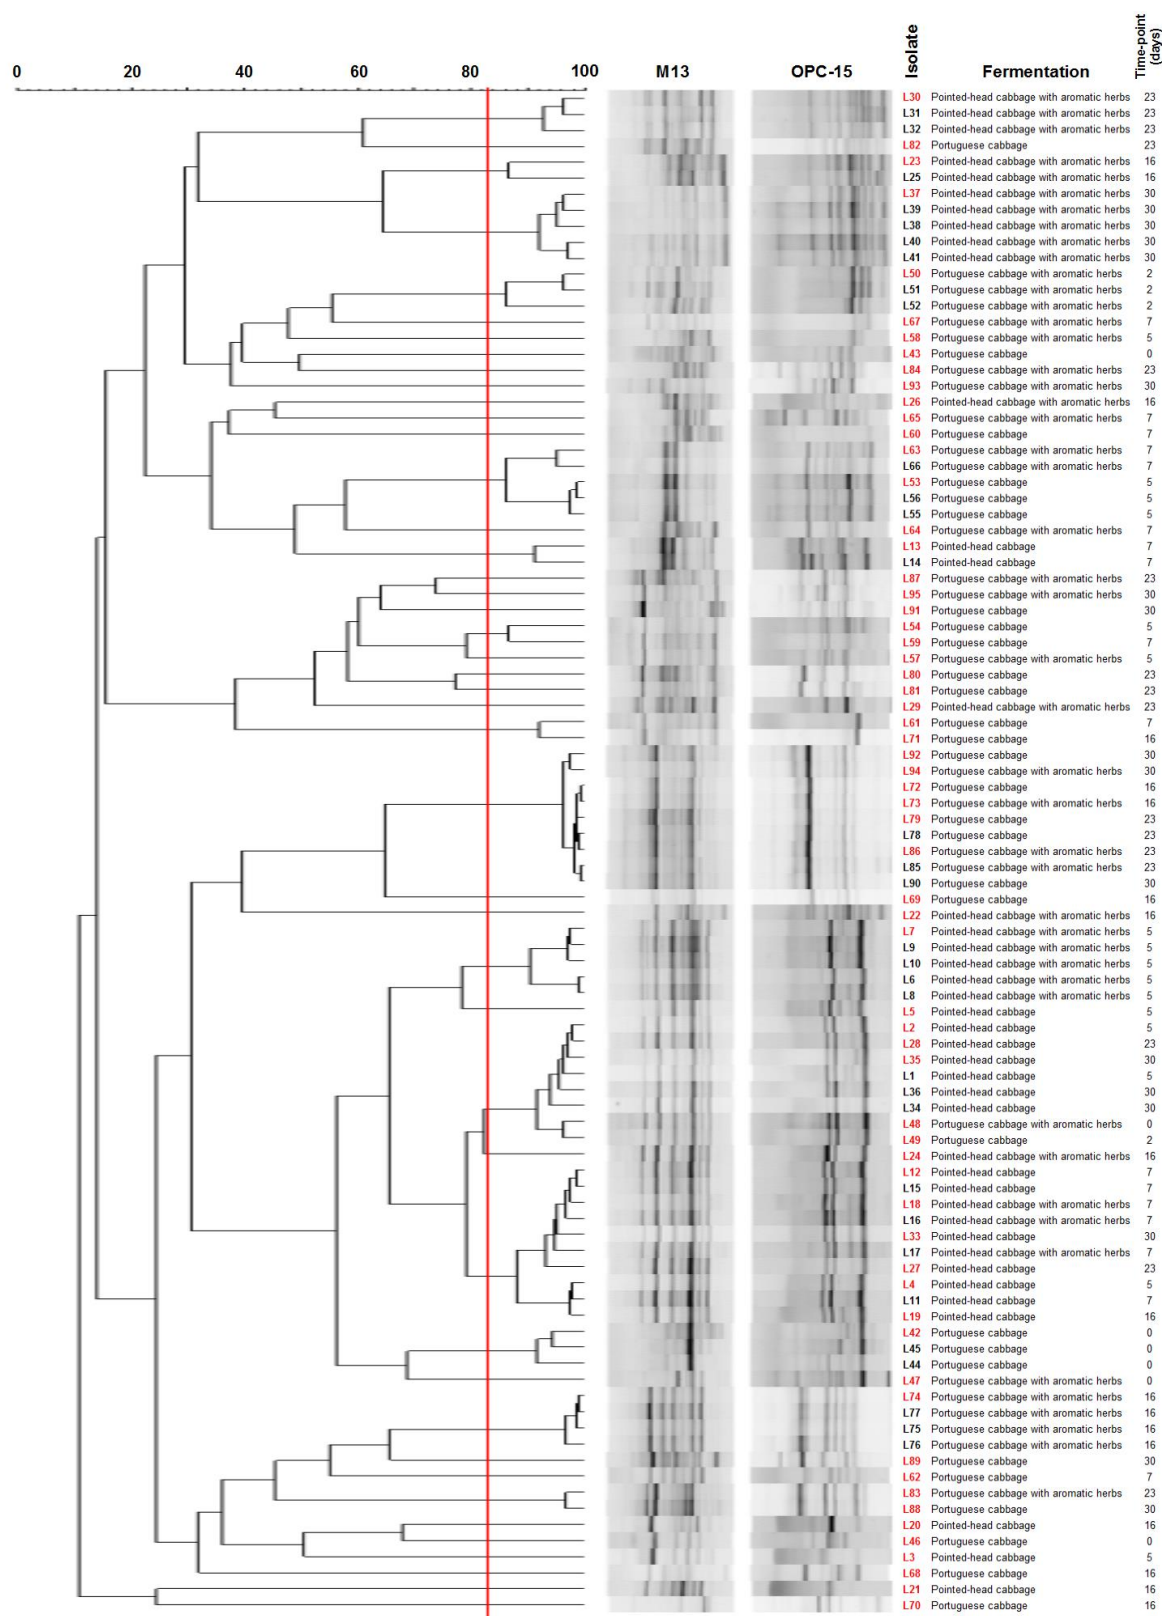 0 20 40 60 80 100 M13 OPC-15 Isolate Fermentation Time-point (days)
L30 Pointed-head cabbage with aromatic herbs 23
L31 Pointed-head cabbage with aromatic herbs 23
L32 Pointed-head cabbage with aromatic herbs 23
L82 Portuguese cabbage 23
L23 Pointed-head cabbage with aromatic herbs 16
L25 Pointed-head cabbage with aromatic herbs 16
L37 Pointed-head cabbage with aromatic herbs 30
L39 Pointed-head cabbage with aromatic herbs 30
L38 Pointed-head cabbage with aromatic herbs 30
L40 Pointed-head cabbage with aromatic herbs 30
L41 Pointed-head cabbage with aromatic herbs 30
L50 Portuguese cabbage with aromatic herbs 2
L51 Portuguese cabbage with aromatic herbs 2
L52 Portuguese cabbage with aromatic herbs 2
L67 Portuguese cabbage with aromatic herbs 7
L58 Portuguese cabbage with aromatic herbs 5
L43 Portuguese cabbage 0
L84 Portuguese cabbage with aromatic herbs 23
L93 Portuguese cabbage with aromatic herbs 30
L26 Pointed-head cabbage with aromatic herbs 16
L65 Portuguese cabbage with aromatic herbs 7
L60 Portuguese cabbage 7
L63 Portuguese cabbage with aromatic herbs 7
L66 Portuguese cabbage with aromatic herbs 7
L53 Portuguese cabbage 5
L56 Portuguese cabbage 5
L55 Portuguese cabbage 5
L64 Portuguese cabbage with aromatic herbs 7
L13 Pointed-head cabbage 7
L14 Pointed-head cabbage 7
L87 Portuguese cabbage with aromatic herbs 23
L95 Portuguese cabbage with aromatic herbs 30
L91 Portuguese cabbage 30
L54 Portuguese cabbage 5
L59 Portuguese cabbage 7
L57 Portuguese cabbage with aromatic herbs 5
L80 Portuguese cabbage 23
L81 Portuguese cabbage 23
L29 Pointed-head cabbage with aromatic herbs 23
L61 Portuguese cabbage 7
L71 Portuguese cabbage 16
L92 Portuguese cabbage 30
L94 Portuguese cabbage with aromatic herbs 30
L72 Portuguese cabbage 16
L73 Portuguese cabbage with aromatic herbs 16
L79 Portuguese cabbage 23
L78 Portuguese cabbage 23
L86 Portuguese cabbage with aromatic herbs 23
L85 Portuguese cabbage with aromatic herbs 23
L90 Portuguese cabbage 30
L69 Portuguese cabbage 16
L22 Pointed-head cabbage with aromatic herbs 16
L7 Pointed-head cabbage with aromatic herbs 5
L9 Pointed-head cabbage with aromatic herbs 5
L10 Pointed-head cabbage with aromatic herbs 5
L6 Pointed-head cabbage with aromatic herbs 5
L8 Pointed-head cabbage with aromatic herbs 5
L5 Pointed-head cabbage 5
L2 Pointed-head cabbage 5
L28 Pointed-head cabbage 23
L35 Pointed-head cabbage 30
L1 Pointed-head cabbage 5
L36 Pointed-head cabbage 30
L34 Pointed-head cabbage 30
L48 Portuguese cabbage with aromatic herbs 0
L49 Portuguese cabbage 2
L24 Pointed-head cabbage with aromatic herbs 16
L12 Pointed-head cabbage 7
L15 Pointed-head cabbage 7
L18 Pointed-head cabbage with aromatic herbs 7
L16 Pointed-head cabbage with aromatic herbs 7
L33 Pointed-head cabbage 30
L17 Pointed-head cabbage with aromatic herbs 7
L27 Pointed-head cabbage 23
L4 Pointed-head cabbage 5
L11 Pointed-head cabbage 7
L19 Pointed-head cabbage 16
L42 Portuguese cabbage 0
L45 Portuguese cabbage 0
L44 Portuguese cabbage 0
L47 Portuguese cabbage with aromatic herbs 0
L74 Portuguese cabbage with aromatic herbs 16
L77 Portuguese cabbage with aromatic herbs 16
L75 Portuguese cabbage with aromatic herbs 16
L76 Portuguese cabbage with aromatic herbs 16
L89 Portuguese cabbage 30
L62 Portuguese cabbage 7
L83 Portuguese cabbage with aromatic herbs 23
L88 Portuguese cabbage 30
L20 Pointed-head cabbage 16
L46 Portuguese cabbage 0
L3 Pointed-head cabbage 5
L68 Portuguese cabbage 16
L21 Pointed-head cabbage 16
L70 Portuguese cabbage 16